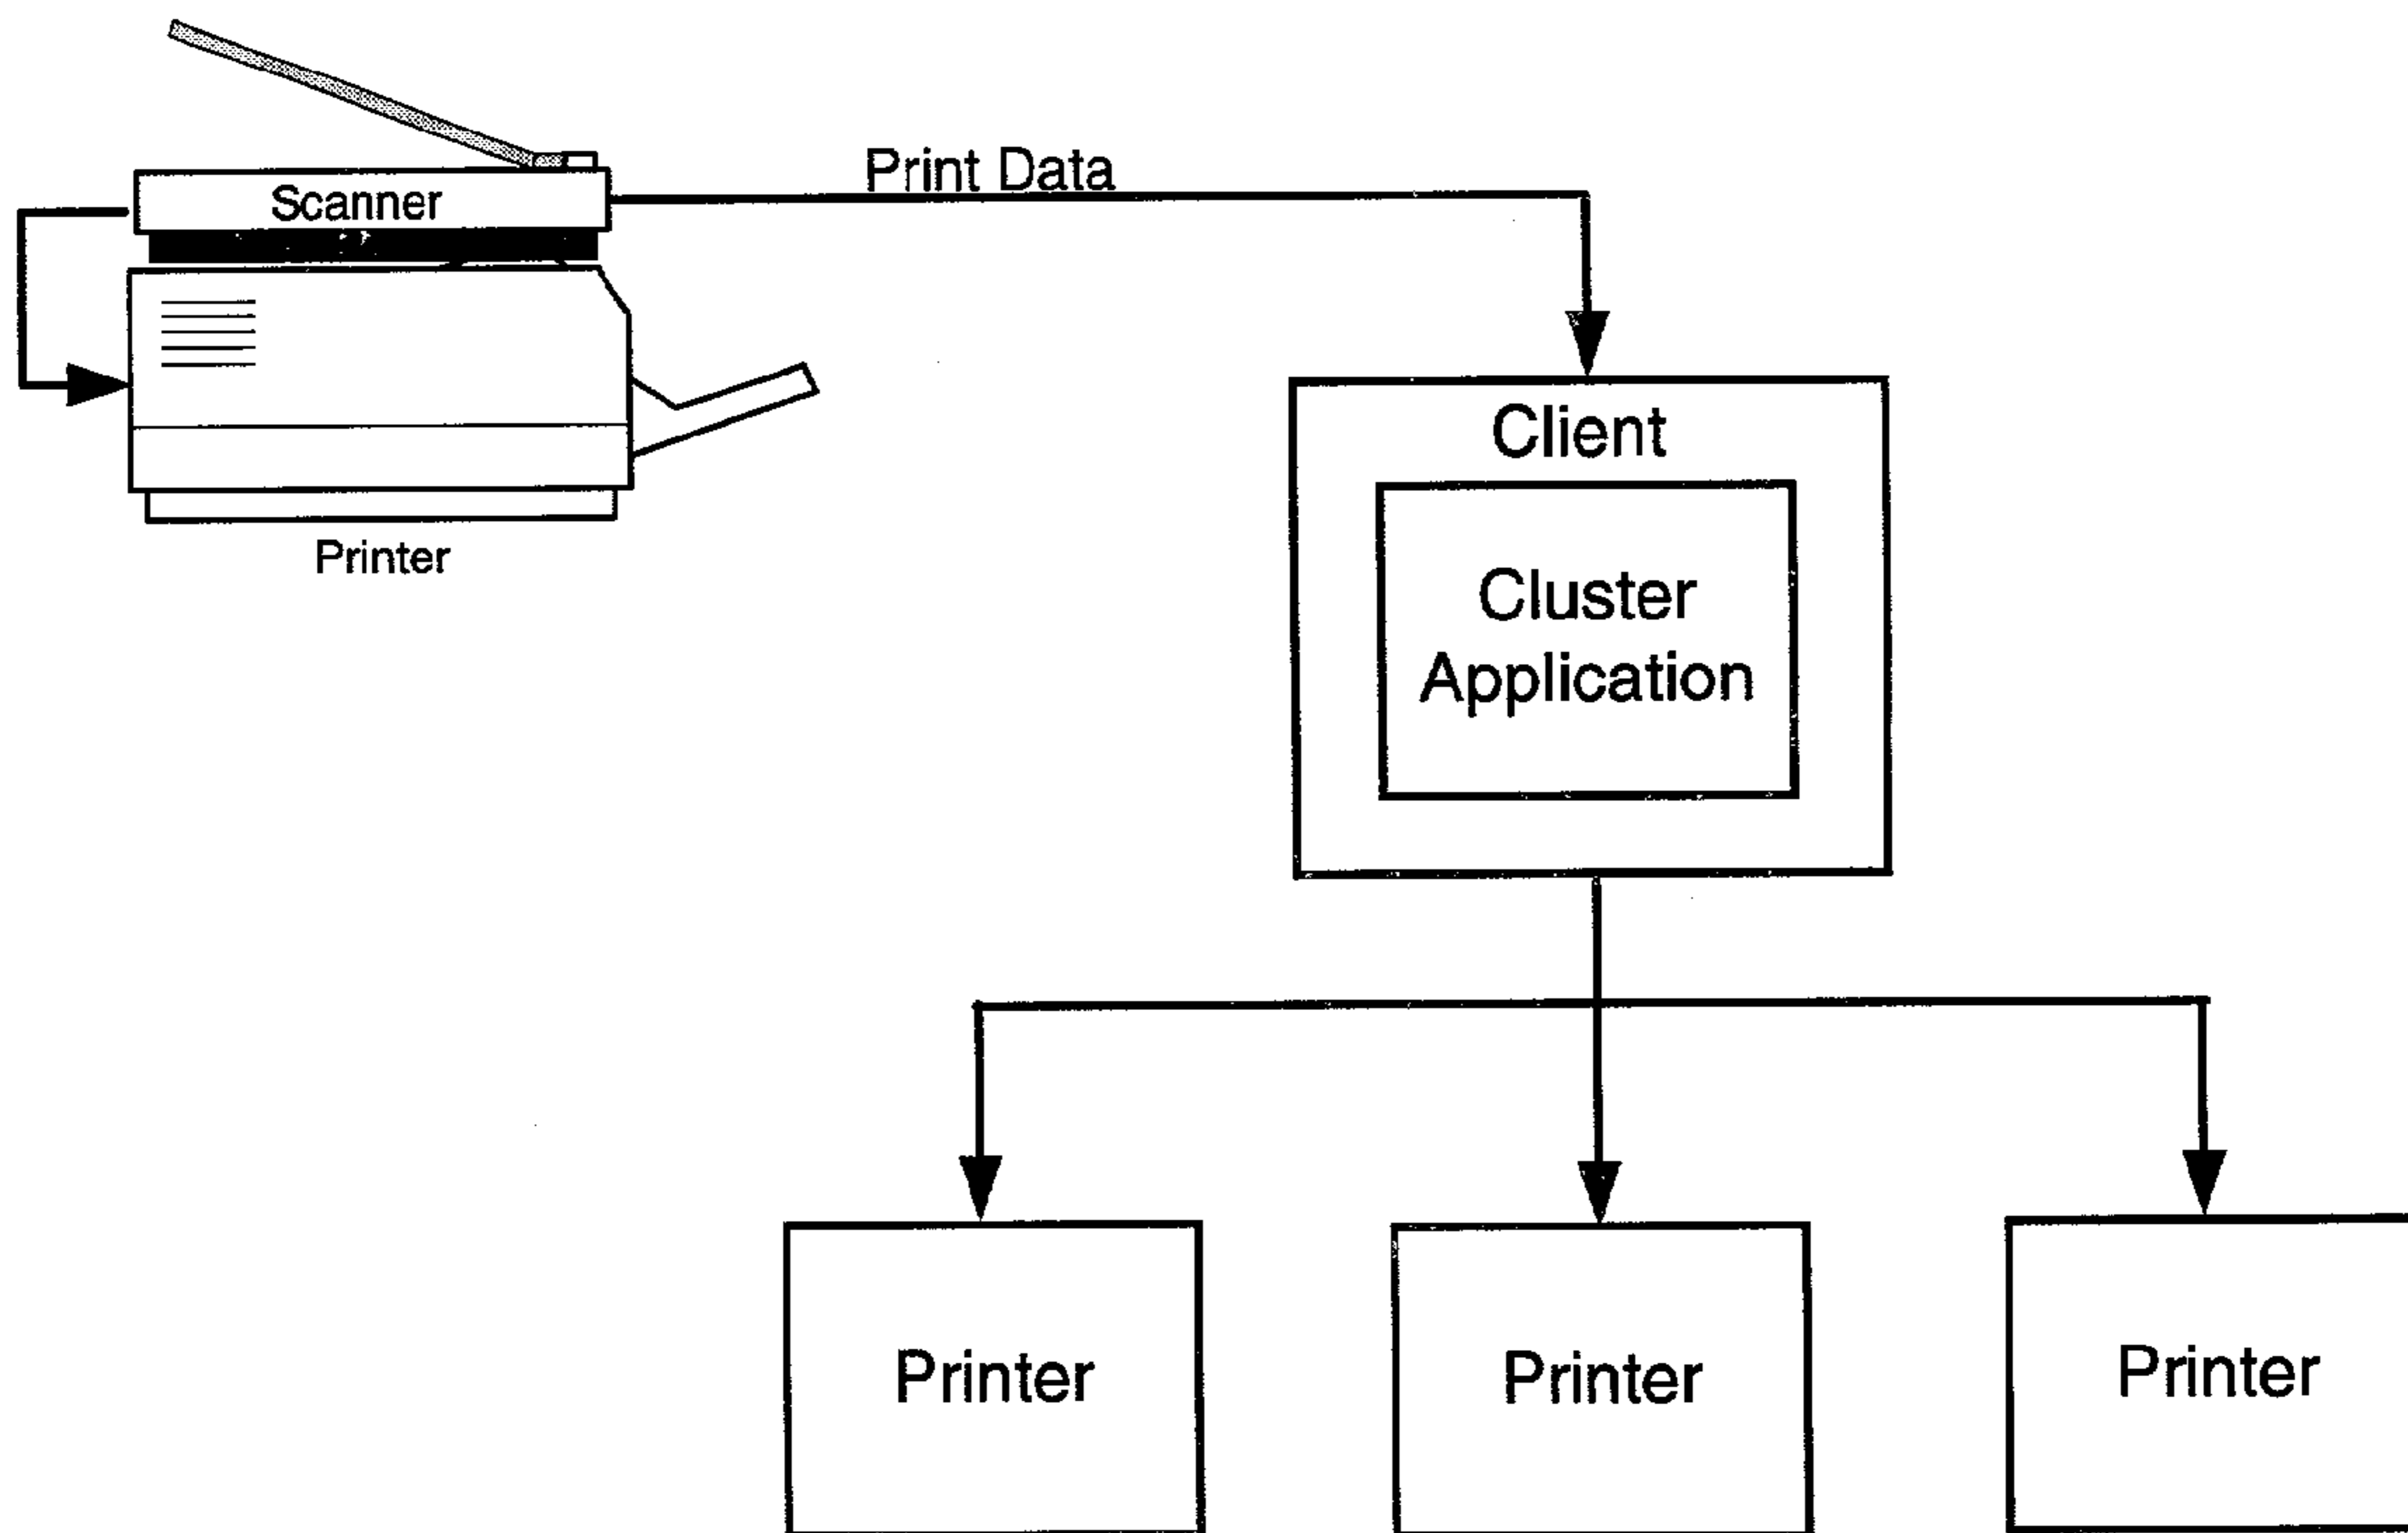 Print Data
Scanner
Printer
Client
Cluster
Application
Printer
Printer
Printer